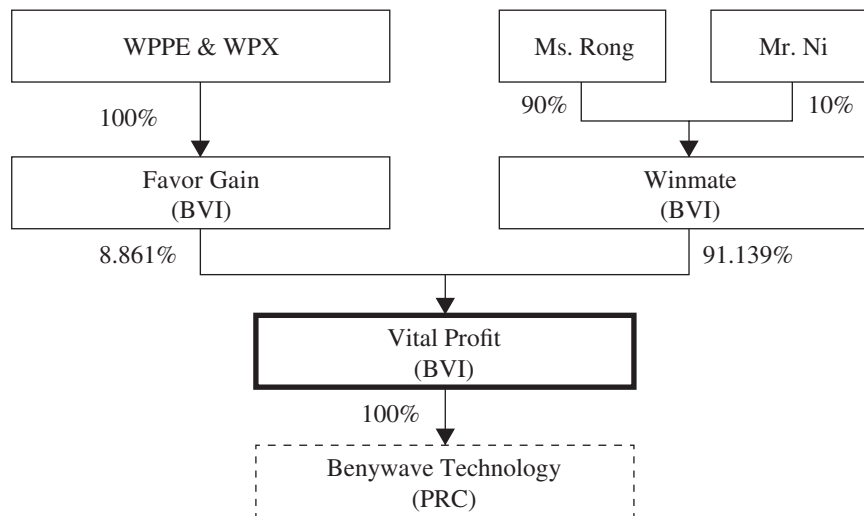 WPPE & WPX
Ms. Rong
Mr. Ni
100%
90%
10%
Favor Gain
(BVI)
Winmate
(BVI)
8.861%
91.139%
Vital Profit
(BVI)
100%
Benywave Technology
(PRC)